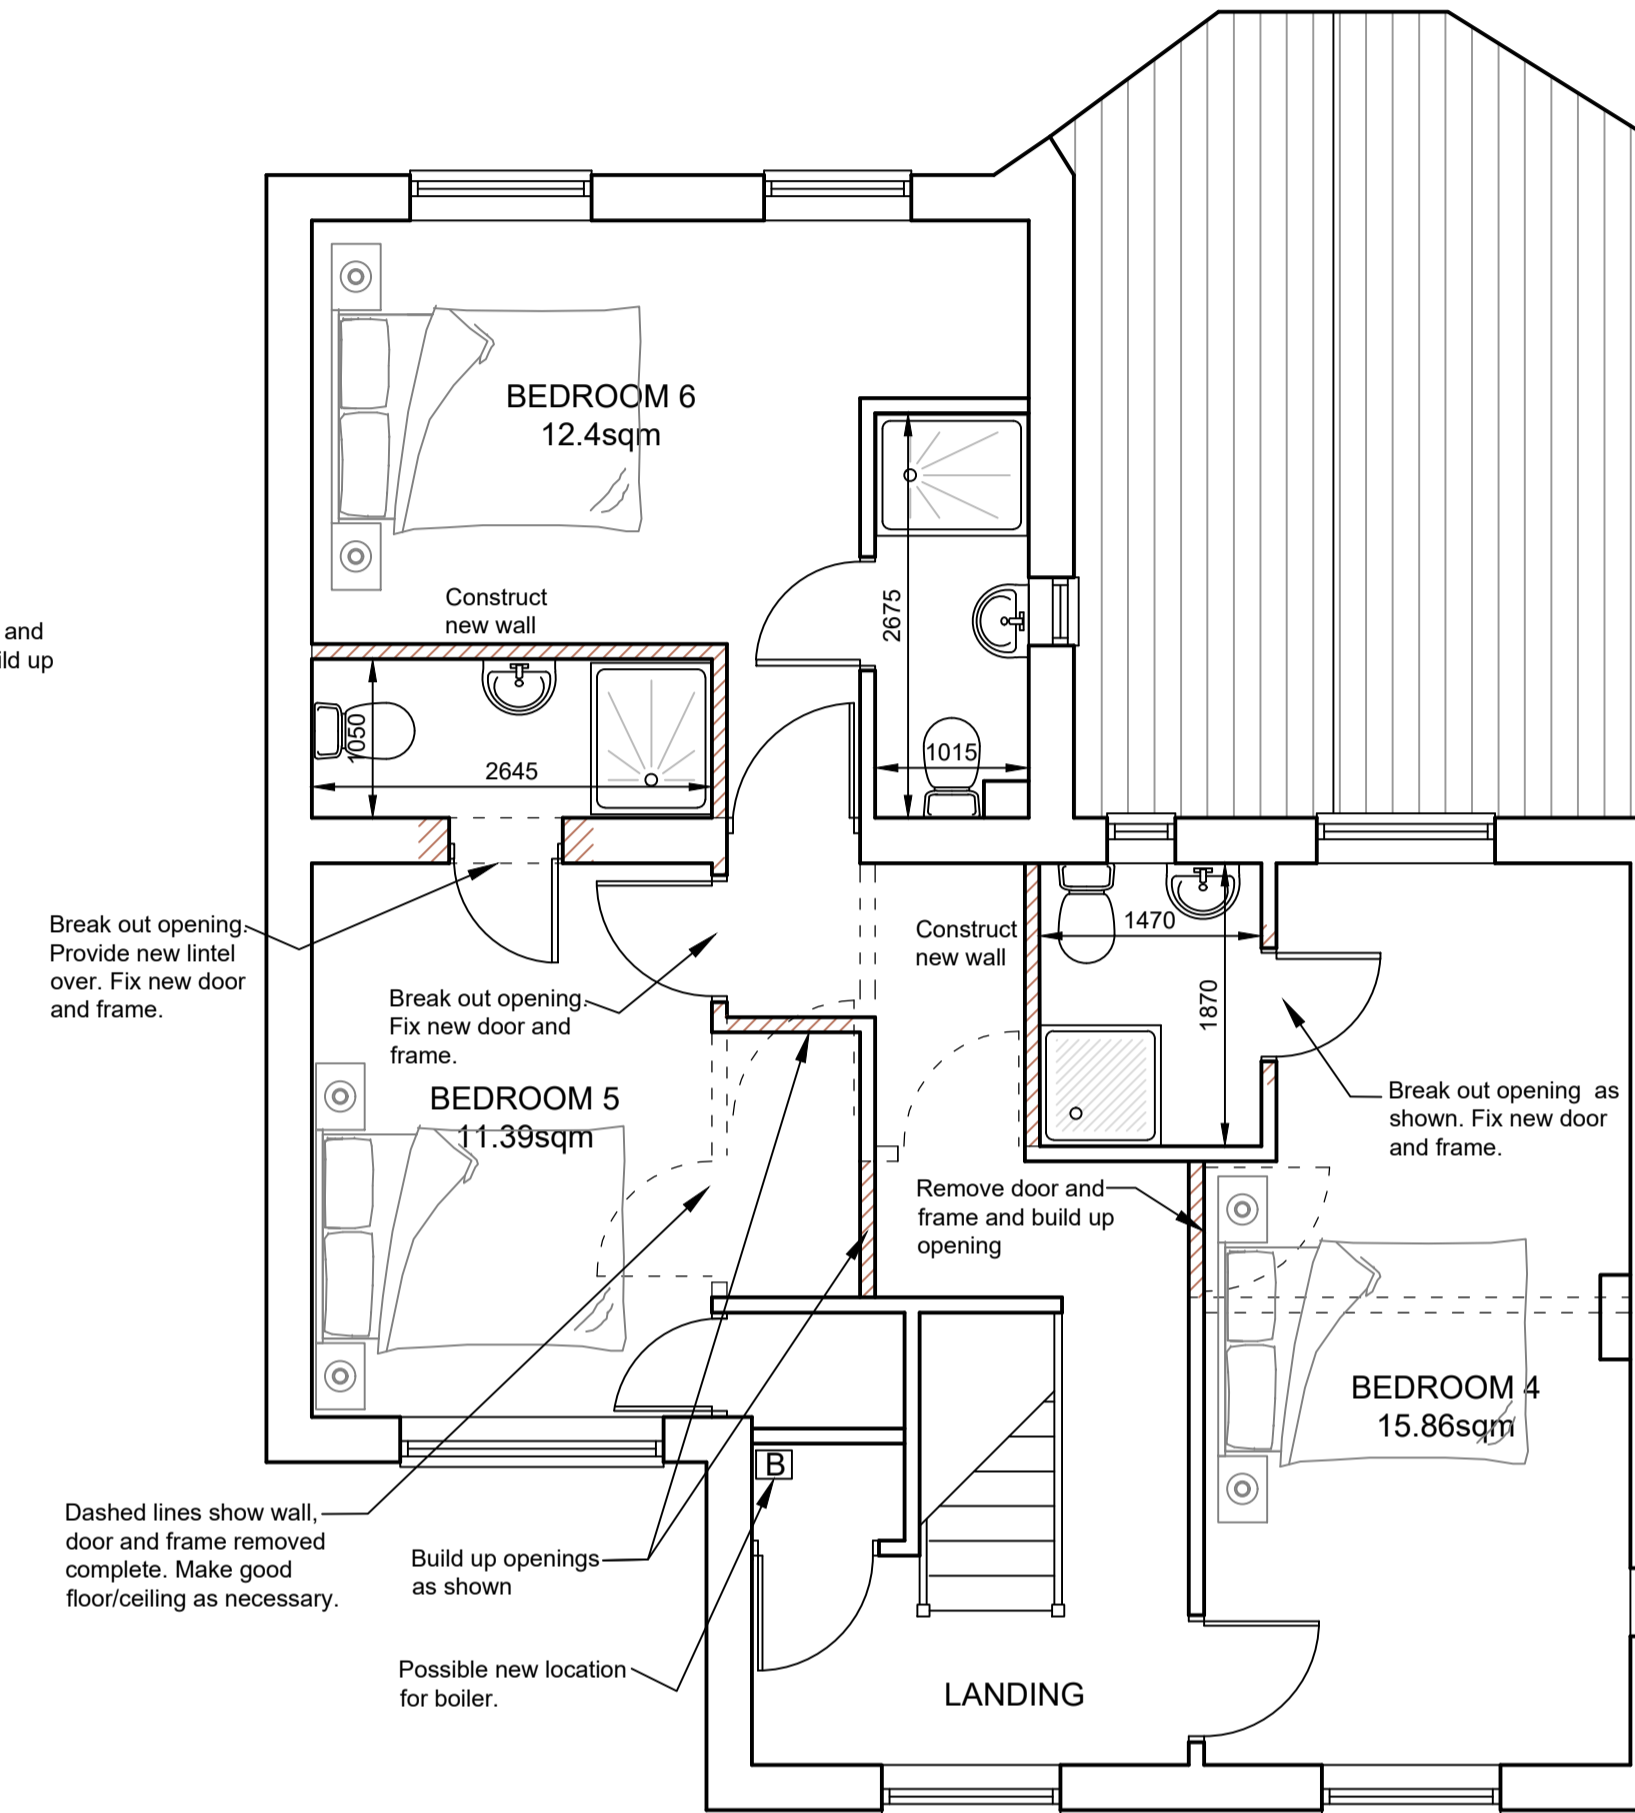 BEDROOM 6
12.4sqm
Construct
new wall
and
ild up
2675
1050
2645
1015
Break out opening.
Provide new lintel
over. Fix new door
and frame.
Break out opening.
Fix new door and
frame.
Construct
new wall
1470
1870
BEDROOM 5
11.39sqm
Break out opening as
shown. Fix new door
and frame.
Remove door and
frame and build up
opening
BEDROOM 4
15.86sqm
B
Dashed lines show wall,
door and frame removed
complete. Make good
floor/ceiling as necessary.
Build up openings
as shown
Possible new location
for boiler.
LANDING